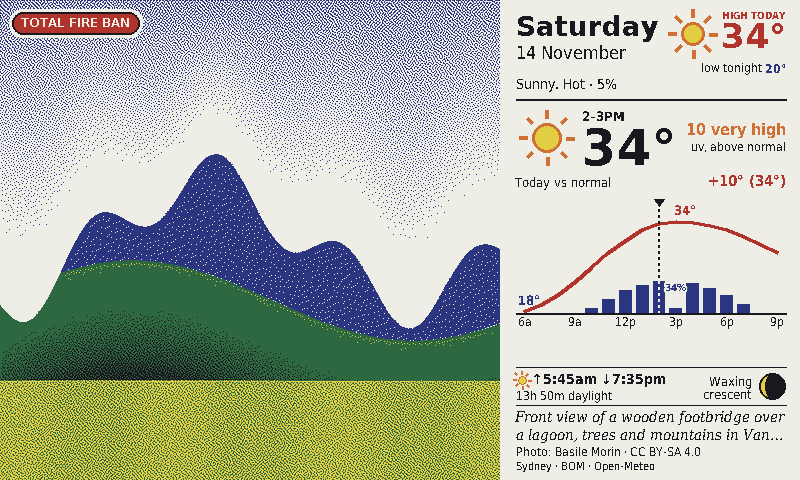 TOTAL FIRE BAN
Saturday
14 November
HIGH TODAY
34°
low tonight 20°
Sunny. Hot · 5%
2-3PM
34°
10 very high
uv, above normal
Today vs normal
+10° (34°)
34°
18°
34%
6a 9a 12p 3p 6p 9p
↑5:45am ↓7:35pm
13h 50m daylight
Waxing
crescent
Front view of a wooden footbridge over
a lagoon, trees and mountains in Van...
Photo: Basile Morin · CC BY-SA 4.0
Sydney · BOM · Open-Meteo